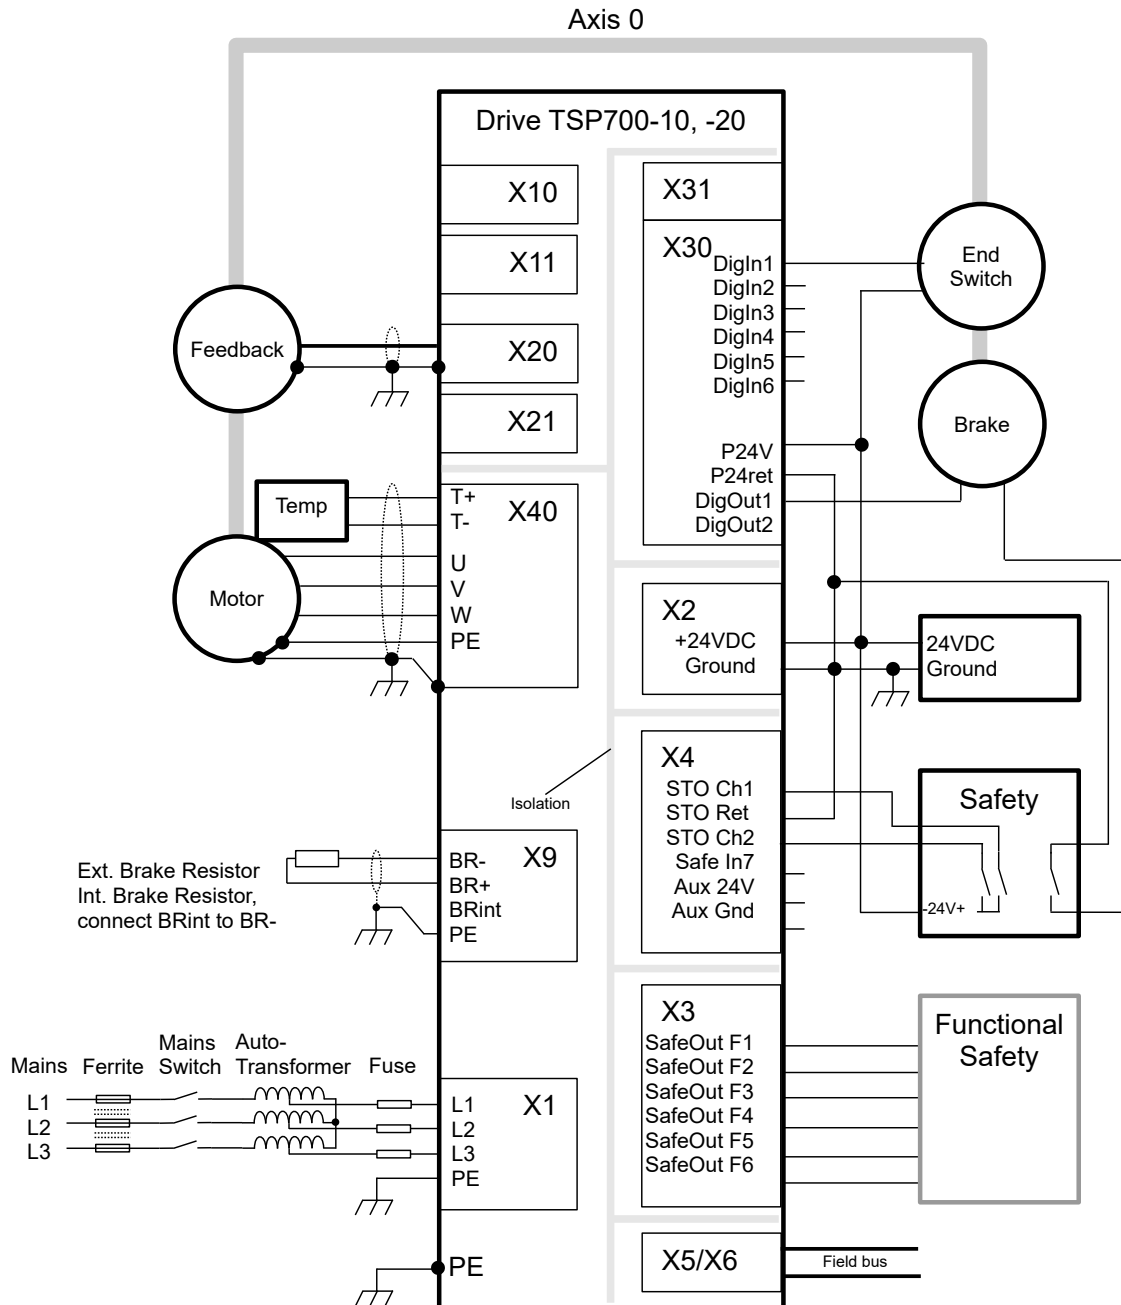 Axis 0
Drive TSP700-10, -20
X10
X11
X20
X21
Feedback
Temp
Motor
T+
T-
U
V
W
PE
X40
X31
X30
DigIn1
DigIn2
DigIn3
DigIn4
DigIn5
DigIn6
P24V
P24ret
DigOut1
DigOut2
End
Switch
Brake
X2
+24VDC
Ground
24VDC
Ground
Isolation
X4
STO Ch1
STO Ret
STO Ch2
Safe In7
Aux 24V
Aux Gnd
Safety
-24V+
Ext. Brake Resistor
Int. Brake Resistor,
connect BRint to BR-
BR-
BR+
BRint
PE
X9
X3
SafeOut F1
SafeOut F2
SafeOut F3
SafeOut F4
SafeOut F5
SafeOut F6
Functional
Safety
Mains
Ferrite
Mains
Switch
Auto-
Transformer
Fuse
L1
L2
L3
L1
L2
L3
PE
X1
PE
X5/X6
Field bus